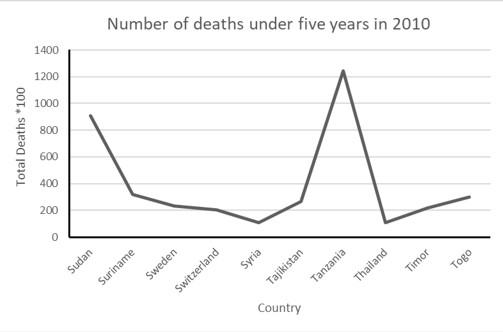 Number of deaths under five years in 2010
Total Deaths *100
1400
1200
1000
800
600
400
200
0
Sudan
Suriname
Sweden
Switzerland
Syria
Tajikistan
Tanzania
Thailand
Timor
Togo
Country